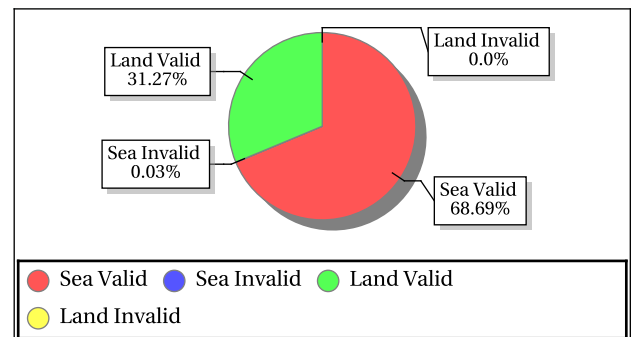 Land Invalid
0.0%
Land Valid
31.27%
Sea Invalid
0.03%
Sea Valid
68.69%
Sea Valid Sea Invalid Land Valid
Land Invalid